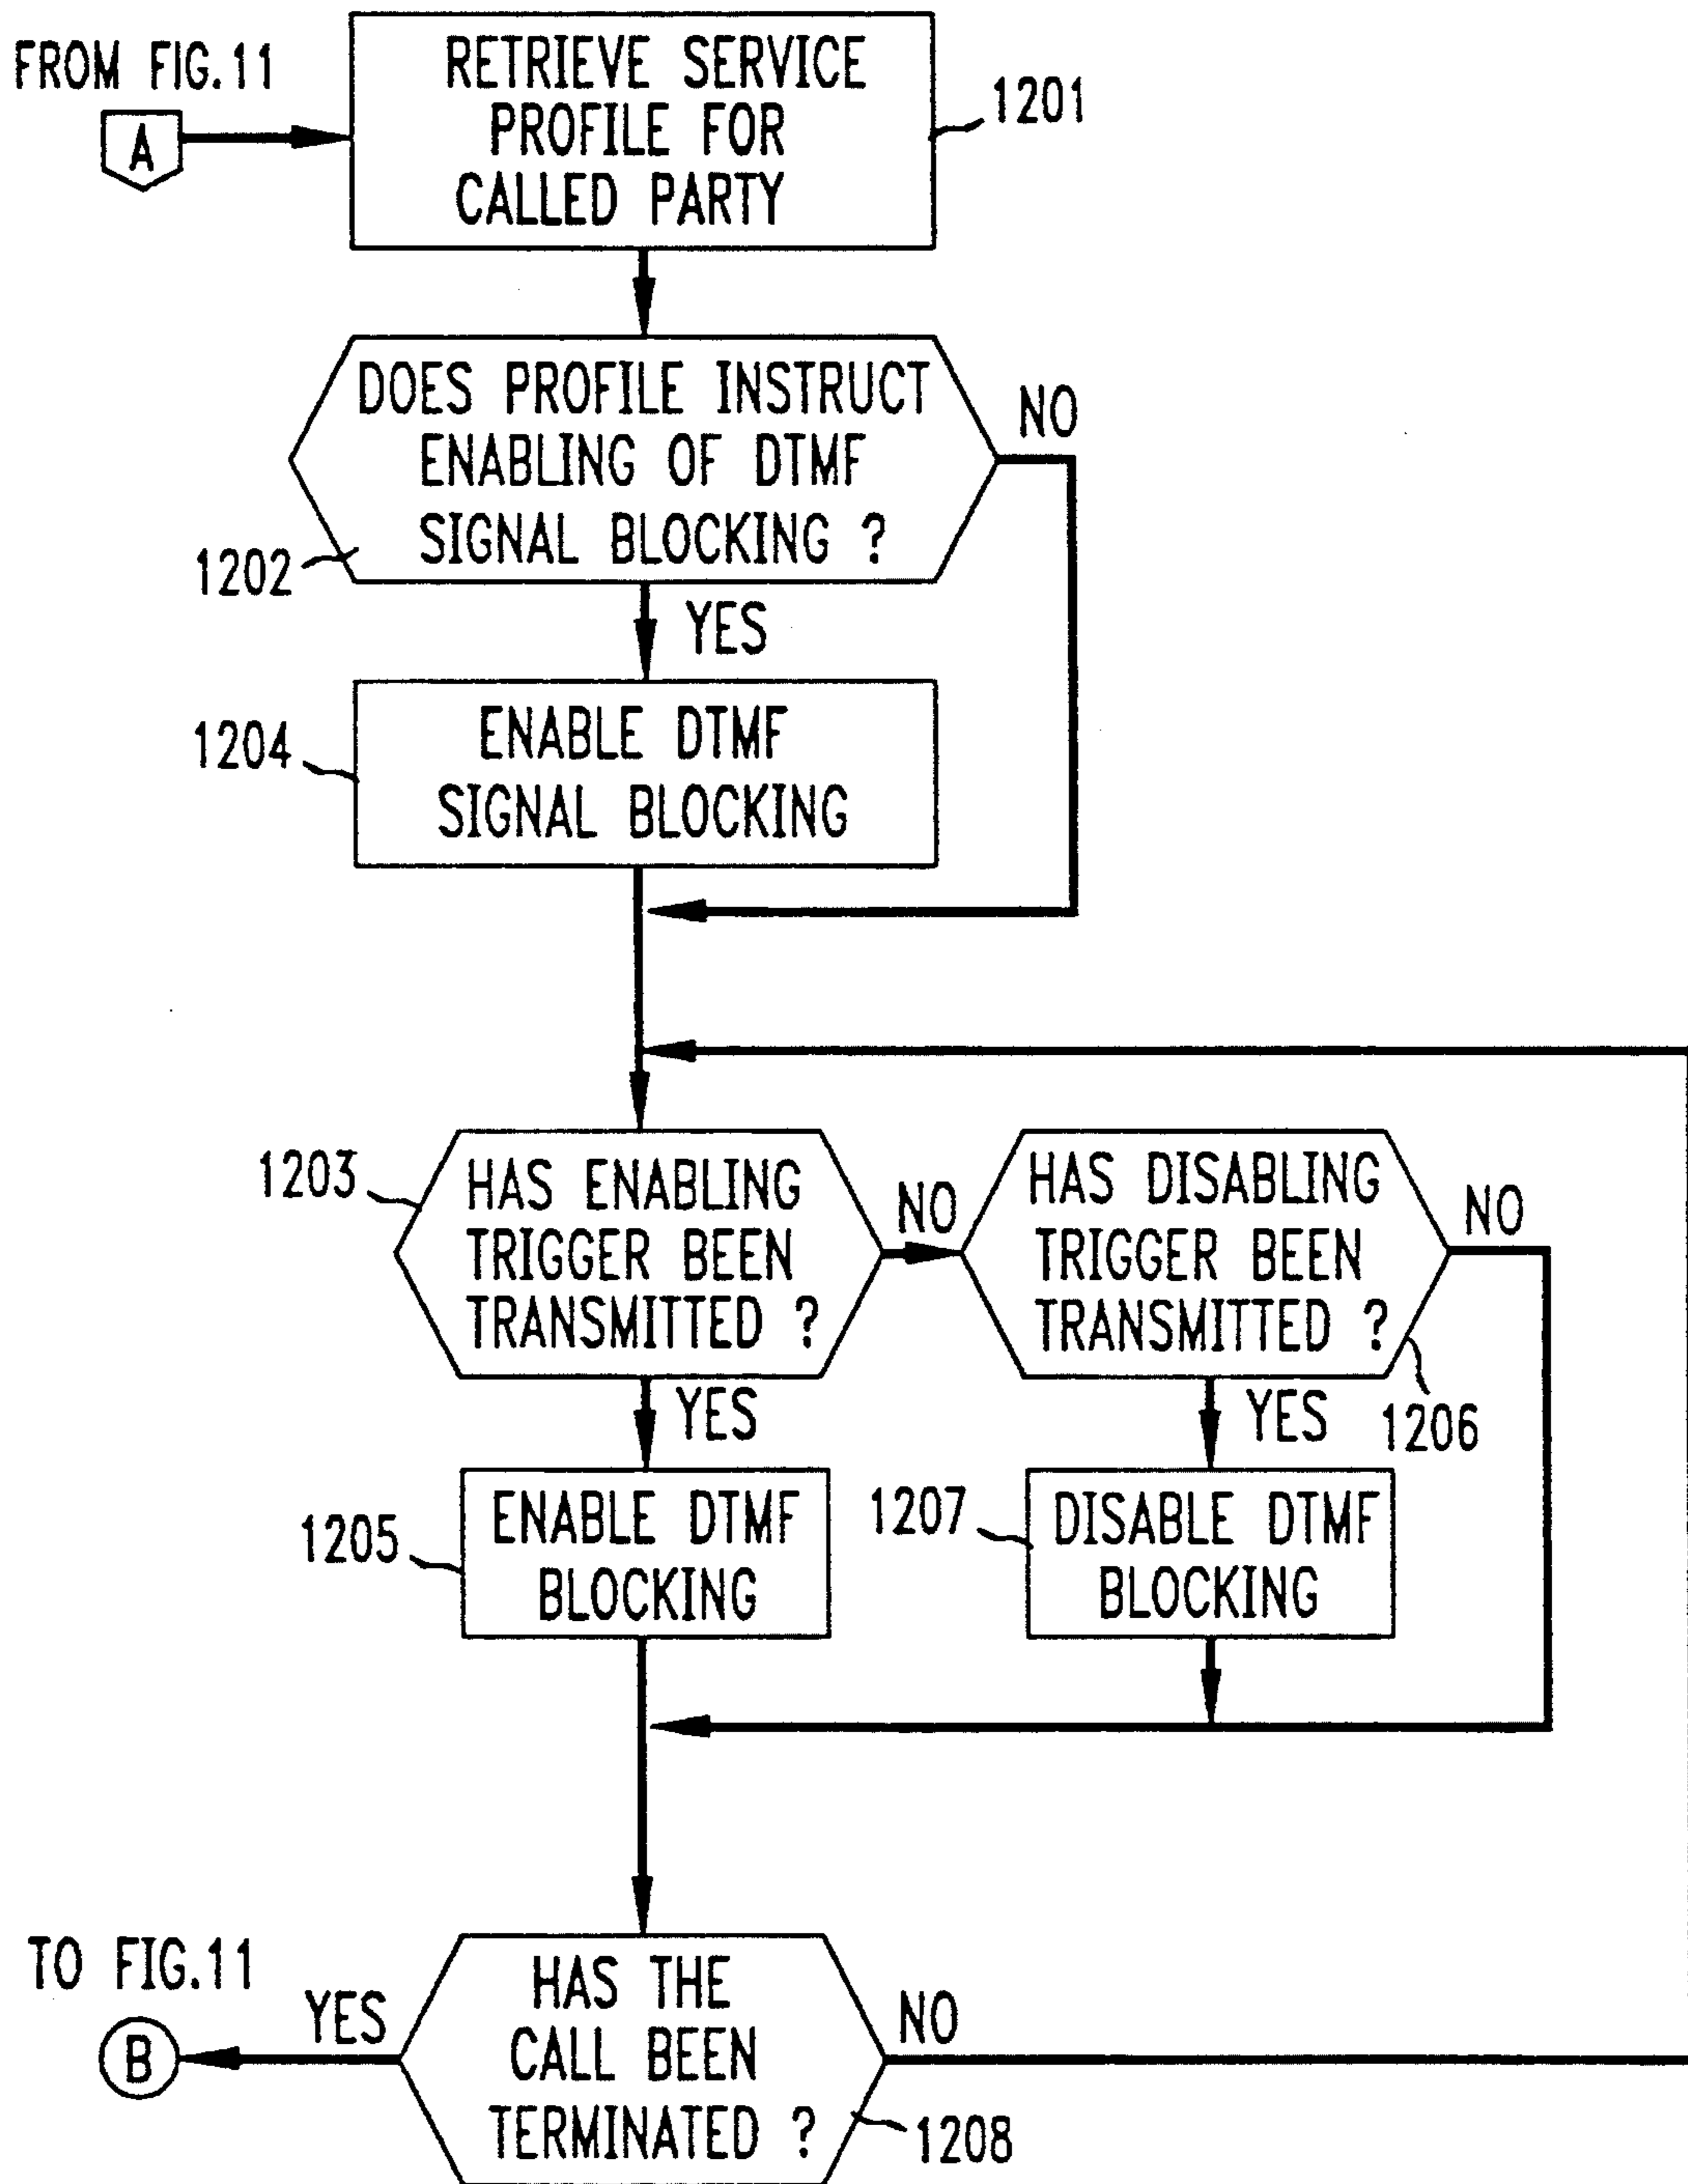 FROM FIG.11
A
RETRIEVE SERVICE
PROFILE FOR
CALLED PARTY
1201
DOES PROFILE INSTRUCT
ENABLING OF DTMF
SIGNAL BLOCKING ?
NO
1202
YES
1204
ENABLE DTMF
SIGNAL BLOCKING
1203
HAS ENABLING
TRIGGER BEEN
TRANSMITTED ?
NO
HAS DISABLING
TRIGGER BEEN
TRANSMITTED ?
NO
1206
YES
YES
1205
ENABLE DTMF
BLOCKING
1207
DISABLE DTMF
BLOCKING
TO FIG.11
B
YES
HAS THE
CALL BEEN
TERMINATED ?
NO
1208